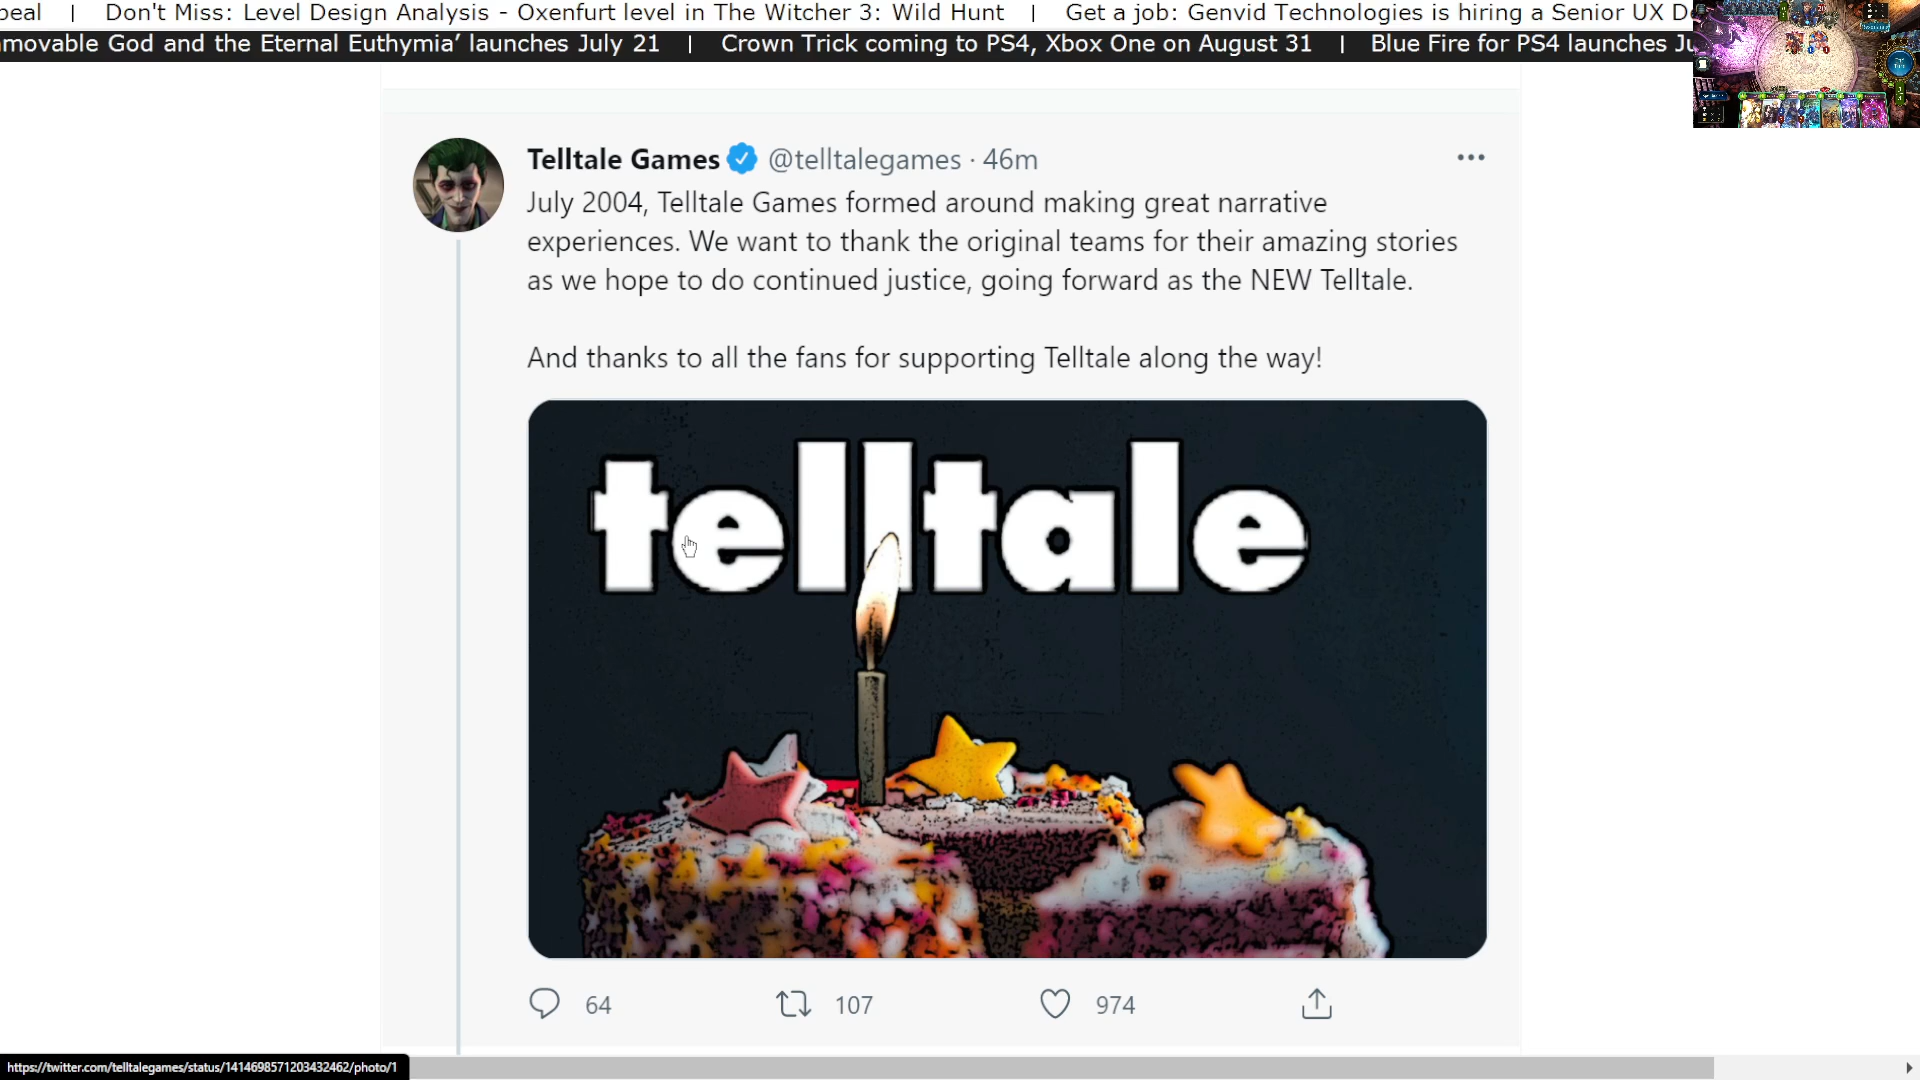 peal | Don't Miss: Level Design Analysis - Oxenfurt level in The Witcher 3: Wild Hunt | Get a job: Genvid Technologies is hiring a Senior UX De
movable God and the Eternal Euthymia’ launches July 21 | Crown Trick coming to PS4, Xbox One on August 31 | Blue Fire for PS4 launches Ju
Telltale Games @telltalegames · 46m
July 2004, Telltale Games formed around making great narrative
experiences. We want to thank the original teams for their amazing stories
as we hope to do continued justice, going forward as the NEW Telltale.
And thanks to all the fans for supporting Telltale along the way!
telltale
64 107 974
https://twitter.com/telltalegames/status/1414698571203432462/photo/1